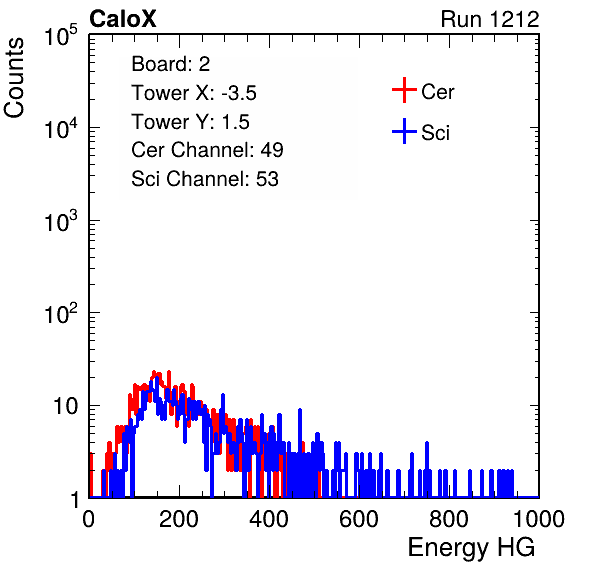 CaloX Run 1212
Counts
Board: 2
Tower X: -3.5
Tower Y: 1.5
Cer Channel: 49
Sci Channel: 53
Cer
Sci
10^5
10^4
10^3
10^2
10
1
0 200 400 600 800 1000
Energy HG